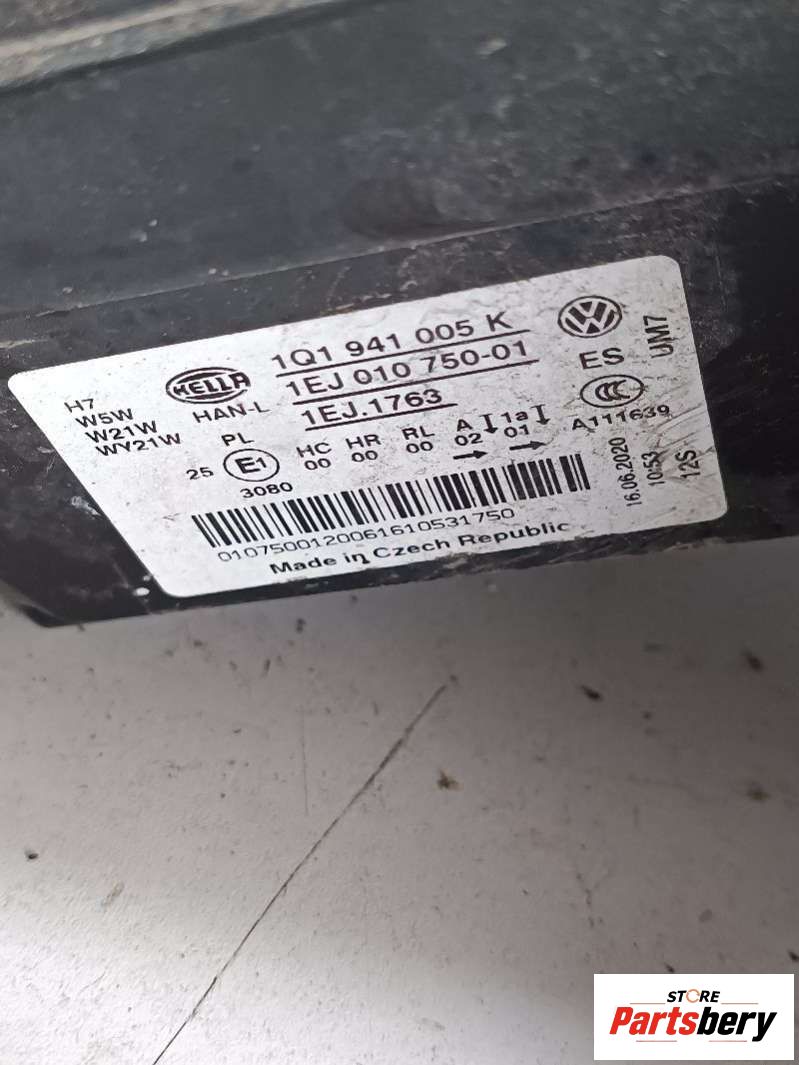 H7
W5W
W21W
WY21W
HELLA
HAN-L
1Q1 941 005 K
1EJ 010 750-01
1EJ.1763
ES
UM7
25
PL
E1
3080
HC
00
HR
00
RL
00
A
02
1a
01
CCC
A111639
16.06.2020
10:53
12S
0107500120061610531750
Made in Czech Republic
STORE
Partsbery